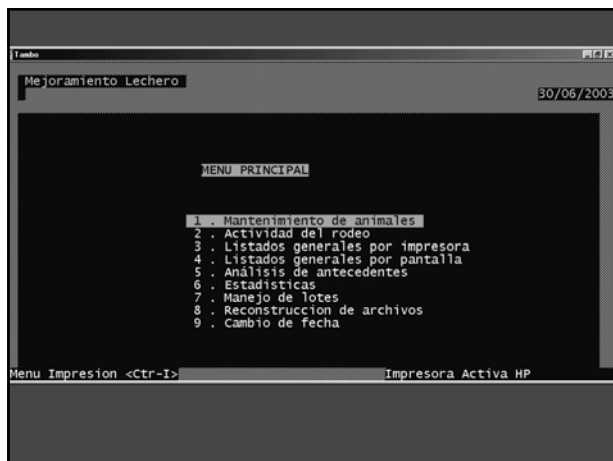 Tambo
Mejoramiento Lechero
30/06/2003
MENU PRINCIPAL
1 . Mantenimiento de animales
2 . Actividad del rodeo
3 . Listados generales por impresora
4 . Listados generales por pantalla
5 . Análisis de antecedentes
6 . Estadisticas
7 . Manejo de lotes
8 . Reconstruccion de archivos
9 . Cambio de fecha
Menu Impresion <Ctr-I> Impresora Activa HP